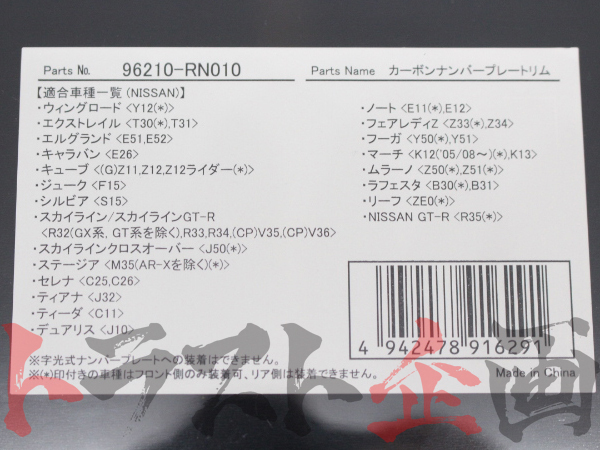 Parts No. 96210-RN010
Parts Name カーボンナンバープレートトリム
【適合車種一覧 (NISSAN)】
・ウィングロード <Y12(*)>
・エクストレイル <T30(*),T31>
・エルグランド <E51,E52>
・キャラバン <E26>
・キューブ <(G)Z11,Z12,Z12ライダー(*)>
・ジューク <F15>
・シルビア <S15>
・スカイライン/スカイラインGT-R
<R32(GX系, GT系を除く),R33,R34,(CP)V35,(CP)V36>
・スカイラインクロスオーバー <J50(*)>
・ステージア <M35(AR-Xを除く)(*)>
・セレナ <C25,C26>
・ティアナ <J32>
・ティーダ <C11>
・デュアリス <J10>
・ノート <E11(*),E12>
・フェアレディZ <Z33(*),Z34>
・フーガ <Y50(*),Y51>
・マーチ <K12('05/08～)(*),K13>
・ムラーノ <Z50(*),Z51(*)>
・ラフェスタ <B30(*),B31>
・リーフ <ZE0(*)>
・NISSAN GT-R <R35(*)>
4 942478 916291
※字光式ナンバープレートへの装着はできません。
※(*)印付きの車種はフロント側のみ装着可、リア側は装着できません。
Made in China
トラスト企画